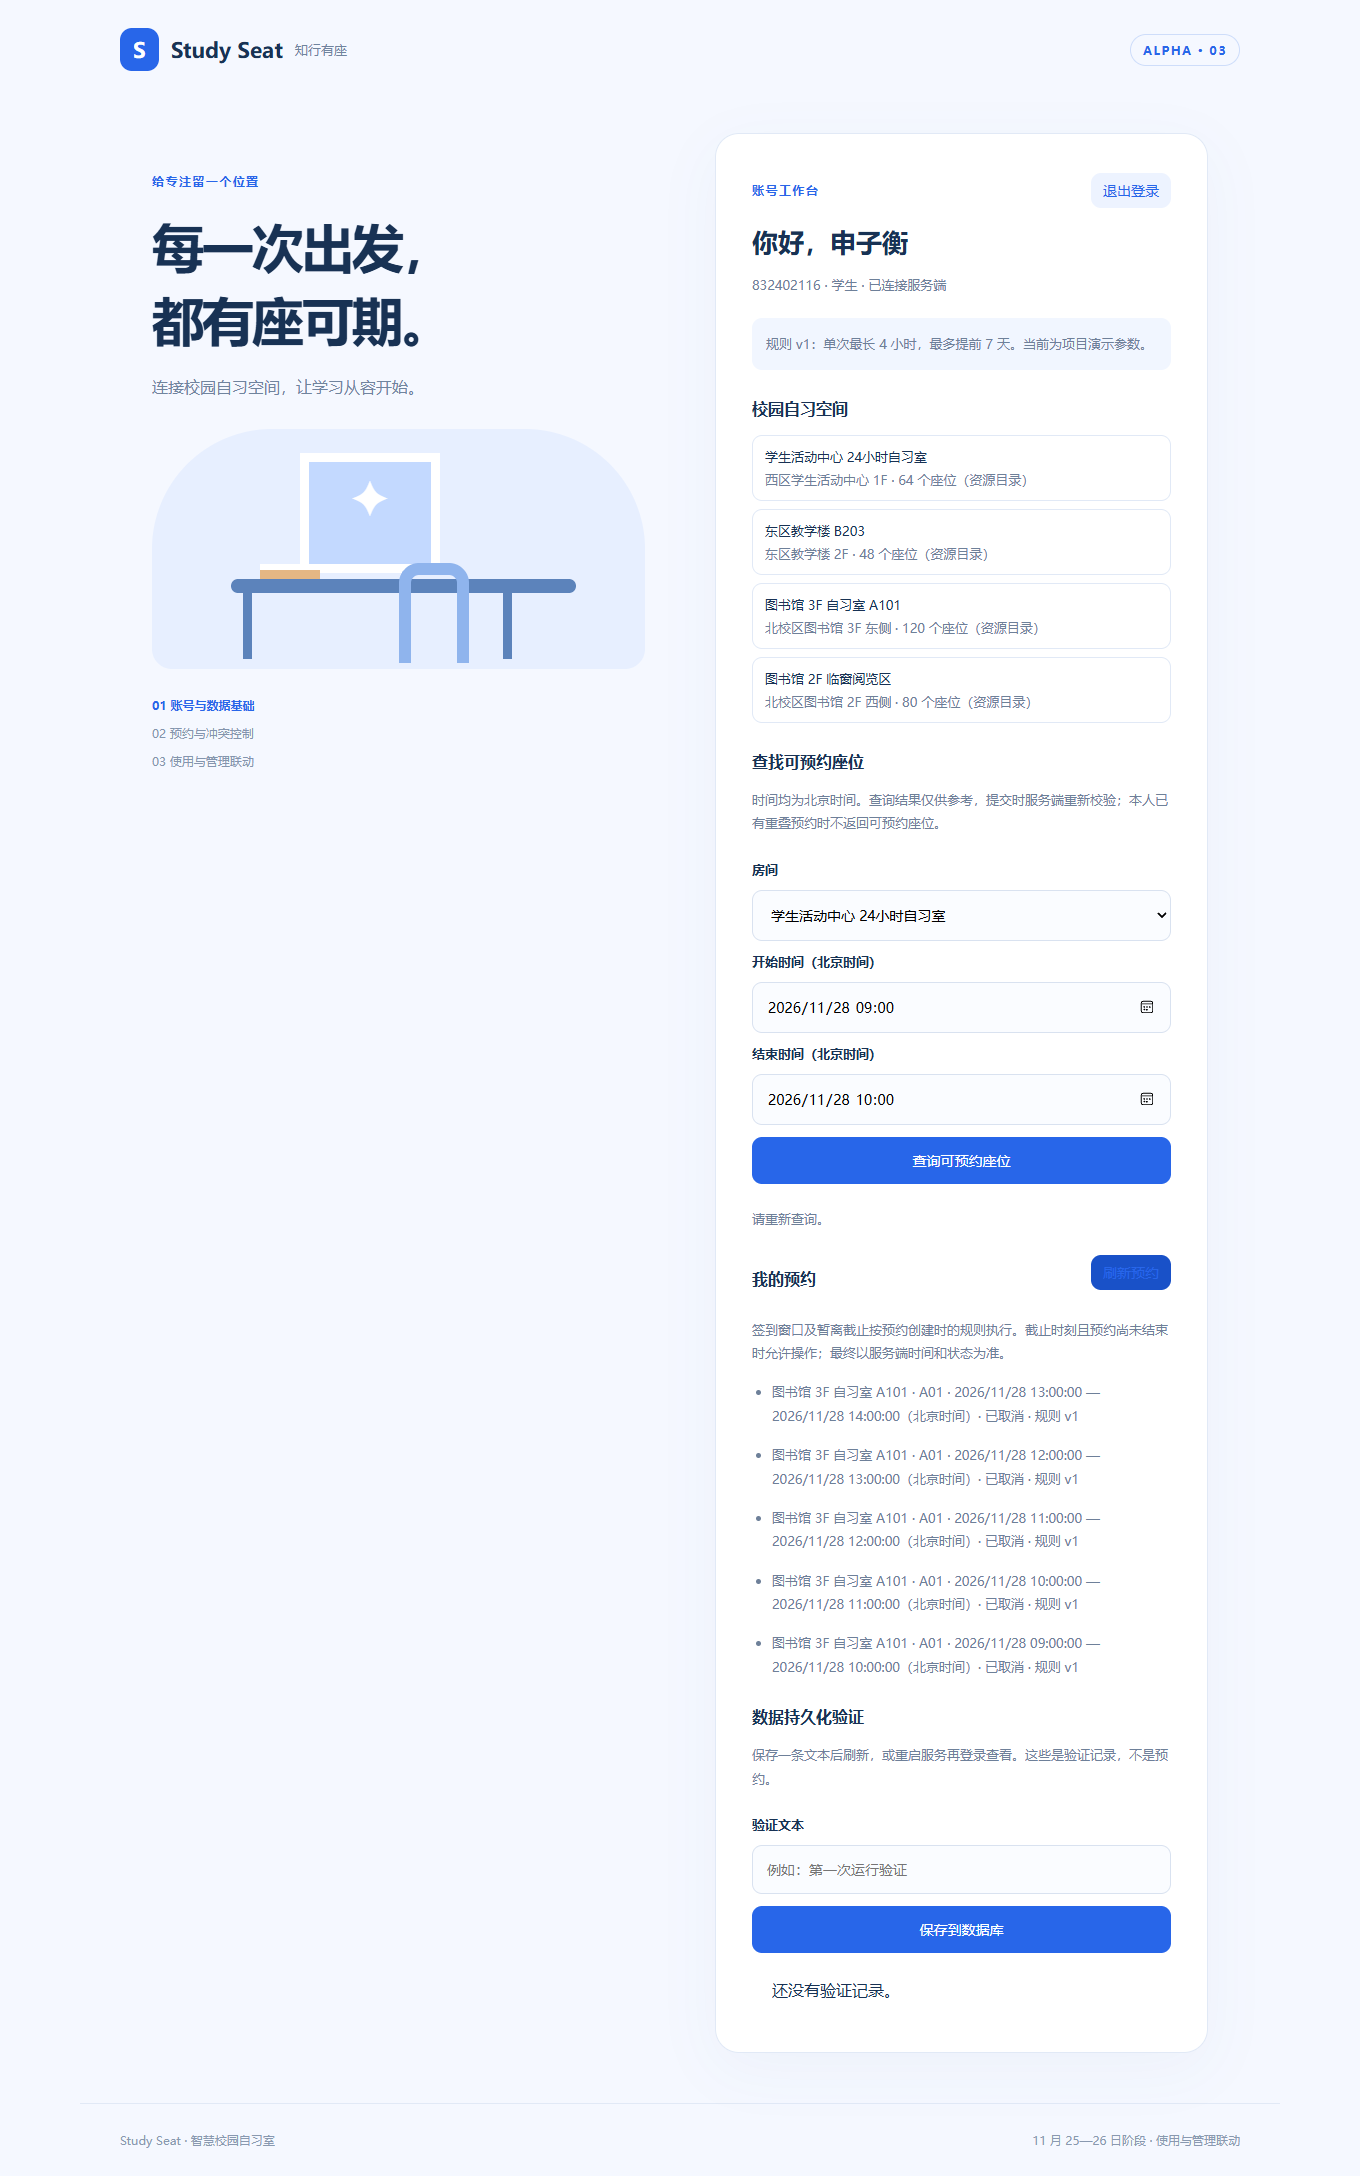 S Study Seat 知行有座
ALPHA • 03
给专注留一个位置
每一次出发，
都有座可期。
连接校园自习空间，让学习从容开始。
01 账号与数据基础
02 预约与冲突控制
03 使用与管理联动
账号工作台
退出登录
你好，申子衡
832402116 · 学生 · 已连接服务端
规则 v1：单次最长 4 小时，最多提前 7 天。当前为项目演示参数。
校园自习空间
学生活动中心 24小时自习室
西区学生活动中心 1F · 64 个座位（资源目录）
东区教学楼 B203
东区教学楼 2F · 48 个座位（资源目录）
图书馆 3F 自习室 A101
北校区图书馆 3F 东侧 · 120 个座位（资源目录）
图书馆 2F 临窗阅览区
北校区图书馆 2F 西侧 · 80 个座位（资源目录）
查找可预约座位
时间均为北京时间。查询结果仅供参考，提交时服务端重新校验；本人已
有重叠预约时不返回可预约座位。
房间
学生活动中心 24小时自习室
开始时间（北京时间）
2026/11/28 09:00
结束时间（北京时间）
2026/11/28 10:00
查询可预约座位
请重新查询。
我的预约
刷新预约
签到窗口及暂离截止按预约创建时的规则执行。截止时刻且预约尚未结束
时允许操作；最终以服务端时间和状态为准。
• 图书馆 3F 自习室 A101 · A01 · 2026/11/28 13:00:00 —
2026/11/28 14:00:00（北京时间）· 已取消 · 规则 v1
• 图书馆 3F 自习室 A101 · A01 · 2026/11/28 12:00:00 —
2026/11/28 13:00:00（北京时间）· 已取消 · 规则 v1
• 图书馆 3F 自习室 A101 · A01 · 2026/11/28 11:00:00 —
2026/11/28 12:00:00（北京时间）· 已取消 · 规则 v1
• 图书馆 3F 自习室 A101 · A01 · 2026/11/28 10:00:00 —
2026/11/28 11:00:00（北京时间）· 已取消 · 规则 v1
• 图书馆 3F 自习室 A101 · A01 · 2026/11/28 09:00:00 —
2026/11/28 10:00:00（北京时间）· 已取消 · 规则 v1
数据持久化验证
保存一条文本后刷新，或重启服务再登录查看。这些是验证记录，不是预
约。
验证文本
例如：第一次运行验证
保存到数据库
还没有验证记录。
Study Seat · 智慧校园自习室
11 月 25—26 日阶段 · 使用与管理联动